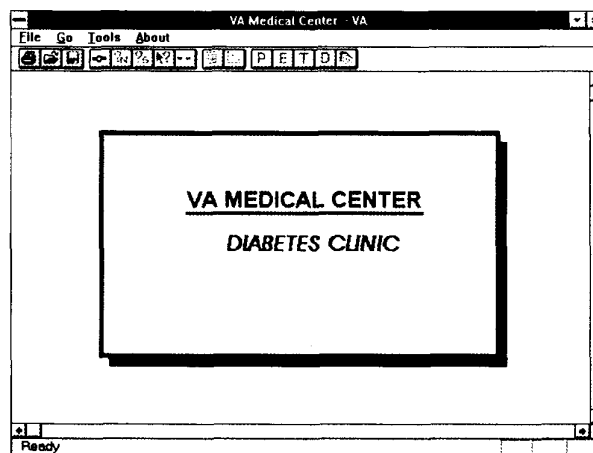 VA Medical Center - VA
File Go Tools About
P E T D
VA MEDICAL CENTER
DIABETES CLINIC
Ready